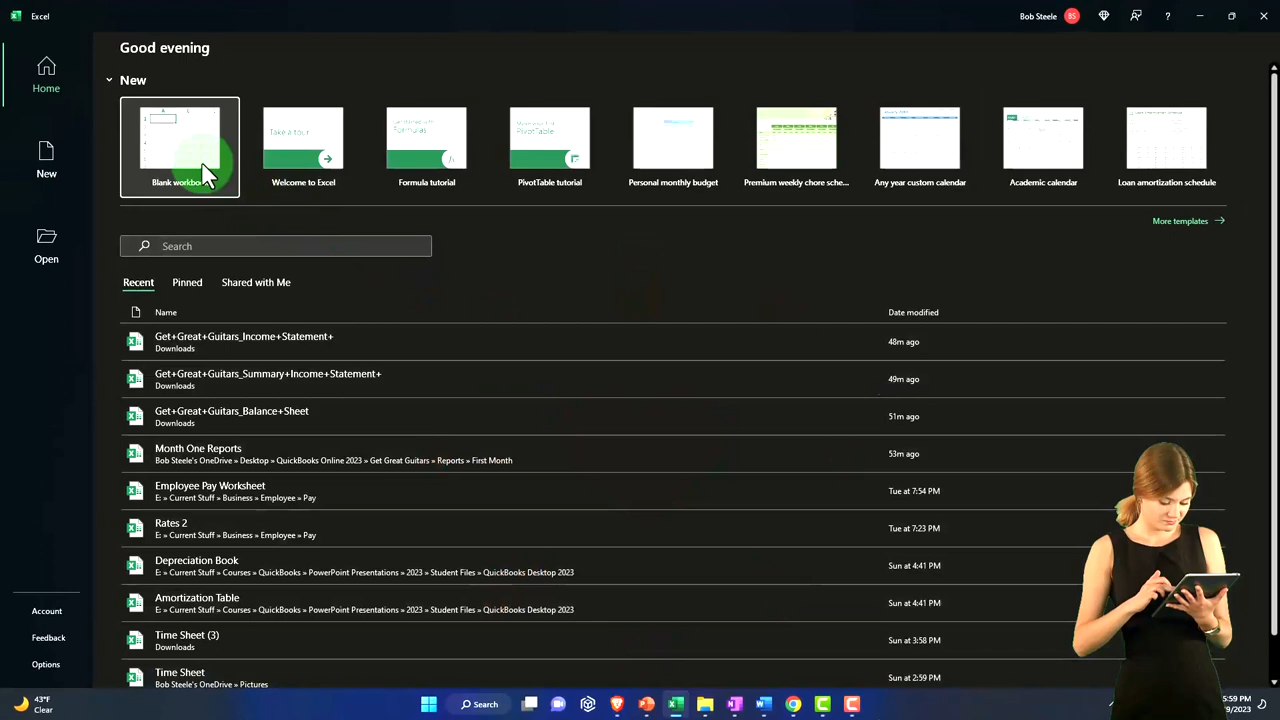 Excel
Bob Steele BS ?
Good evening
Home
New
Open
Account
Feedback
Options
New
Take a tour
Formulas
PivotTable
Welcome to Excel
Formula tutorial
PivotTable tutorial
Personal monthly budget
Premium weekly chore sche...
Any year custom calendar
Academic calendar
Loan amortization schedule
Blank
More templates
Search
Recent Pinned Shared with Me
Name Date modified
Get+Great+Guitars_Income+Statement+
Downloads
48m ago
Get+Great+Guitars_Summary+Income+Statement+
Downloads
49m ago
Get+Great+Guitars_Balance+Sheet
Downloads
51m ago
Month One Reports
Bob Steele's OneDrive » Desktop » QuickBooks Online 2023 » Get Great Guitars » Reports » First Month
53m ago
Employee Pay Worksheet
E: » Current Stuff » Business » Employee » Pay
Tue at 7:54 PM
Rates 2
E: » Current Stuff » Business » Employee » Pay
Tue at 7:23 PM
Depreciation Book
E: » Current Stuff » Courses » QuickBooks » PowerPoint Presentations » 2023 » Student Files » QuickBooks Desktop 2023
Sun at 4:41 PM
Amortization Table
E: » Current Stuff » Courses » QuickBooks » PowerPoint Presentations » 2023 » Student Files » QuickBooks Desktop 2023
Sun at 4:41 PM
Time Sheet (3)
Downloads
Sun at 3:58 PM
Time Sheet
Bob Steele's OneDrive » Pictures
Sun at 2:59 PM
43°F
Clear
Search